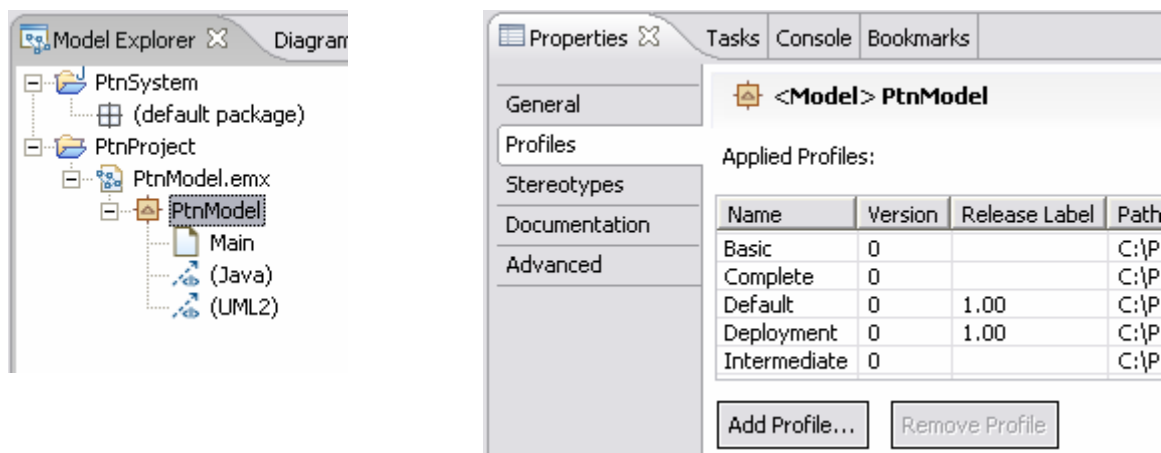 Model Explorer Diagram
PtnSystem
(default package)
PtnProject
PtnModel.emx
PtnModel
Main
(Java)
(UML2)
Properties Tasks Console Bookmarks
General
Profiles
Stereotypes
Documentation
Advanced
<Model> PtnModel
Applied Profiles:
Name Version Release Label Path
Basic 0 C:\P
Complete 0 C:\P
Default 0 1.00 C:\P
Deployment 0 1.00 C:\P
Intermediate 0 C:\P
Add Profile... Remove Profile